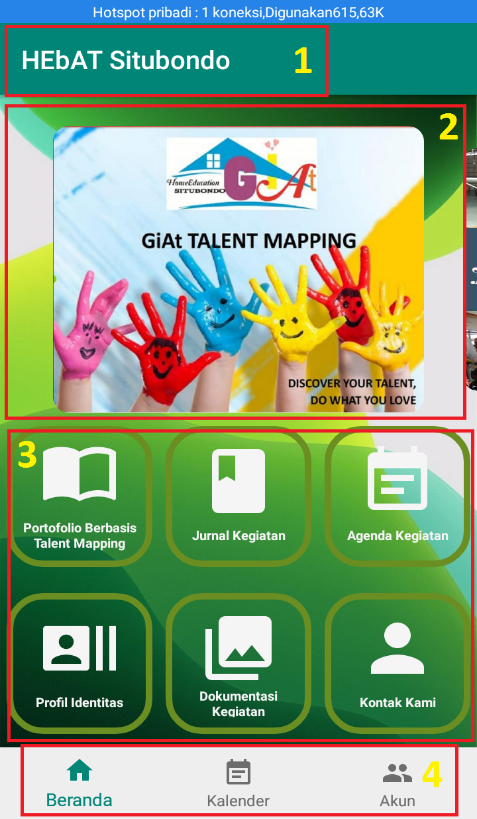 Hotspot pribadi : 1 koneksi,Digunakan615,63K
HEbAT Situbondo
1
2
HomeEducation
SITUBONDO
GiAt
GiAt TALENT MAPPING
DISCOVER YOUR TALENT,
DO WHAT YOU LOVE
3
Portofolio Berbasis
Talent Mapping
Jurnal Kegiatan
Agenda Kegiatan
Profil Identitas
Dokumentasi
Kegiatan
Kontak Kami
4
Beranda
Kalender
Akun